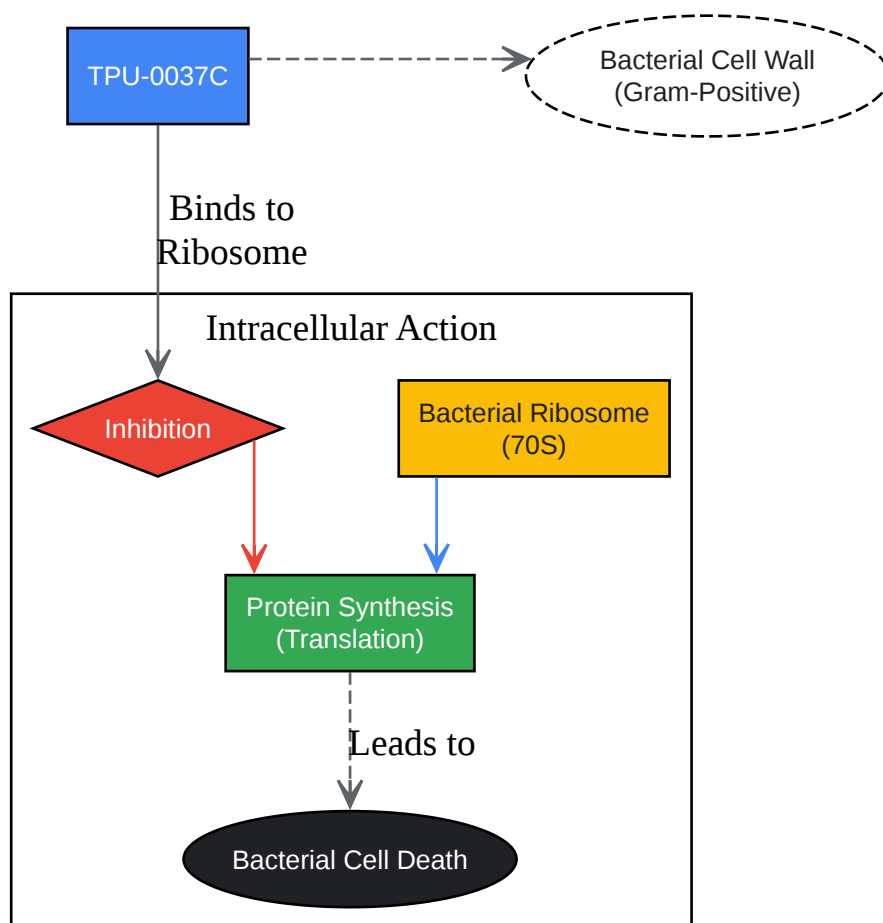 TPU-0037C
Bacterial Cell Wall
(Gram-Positive)
Binds to
Ribosome
Intracellular Action
Inhibition
Bacterial Ribosome
(70S)
Protein Synthesis
(Translation)
Leads to
Bacterial Cell Death